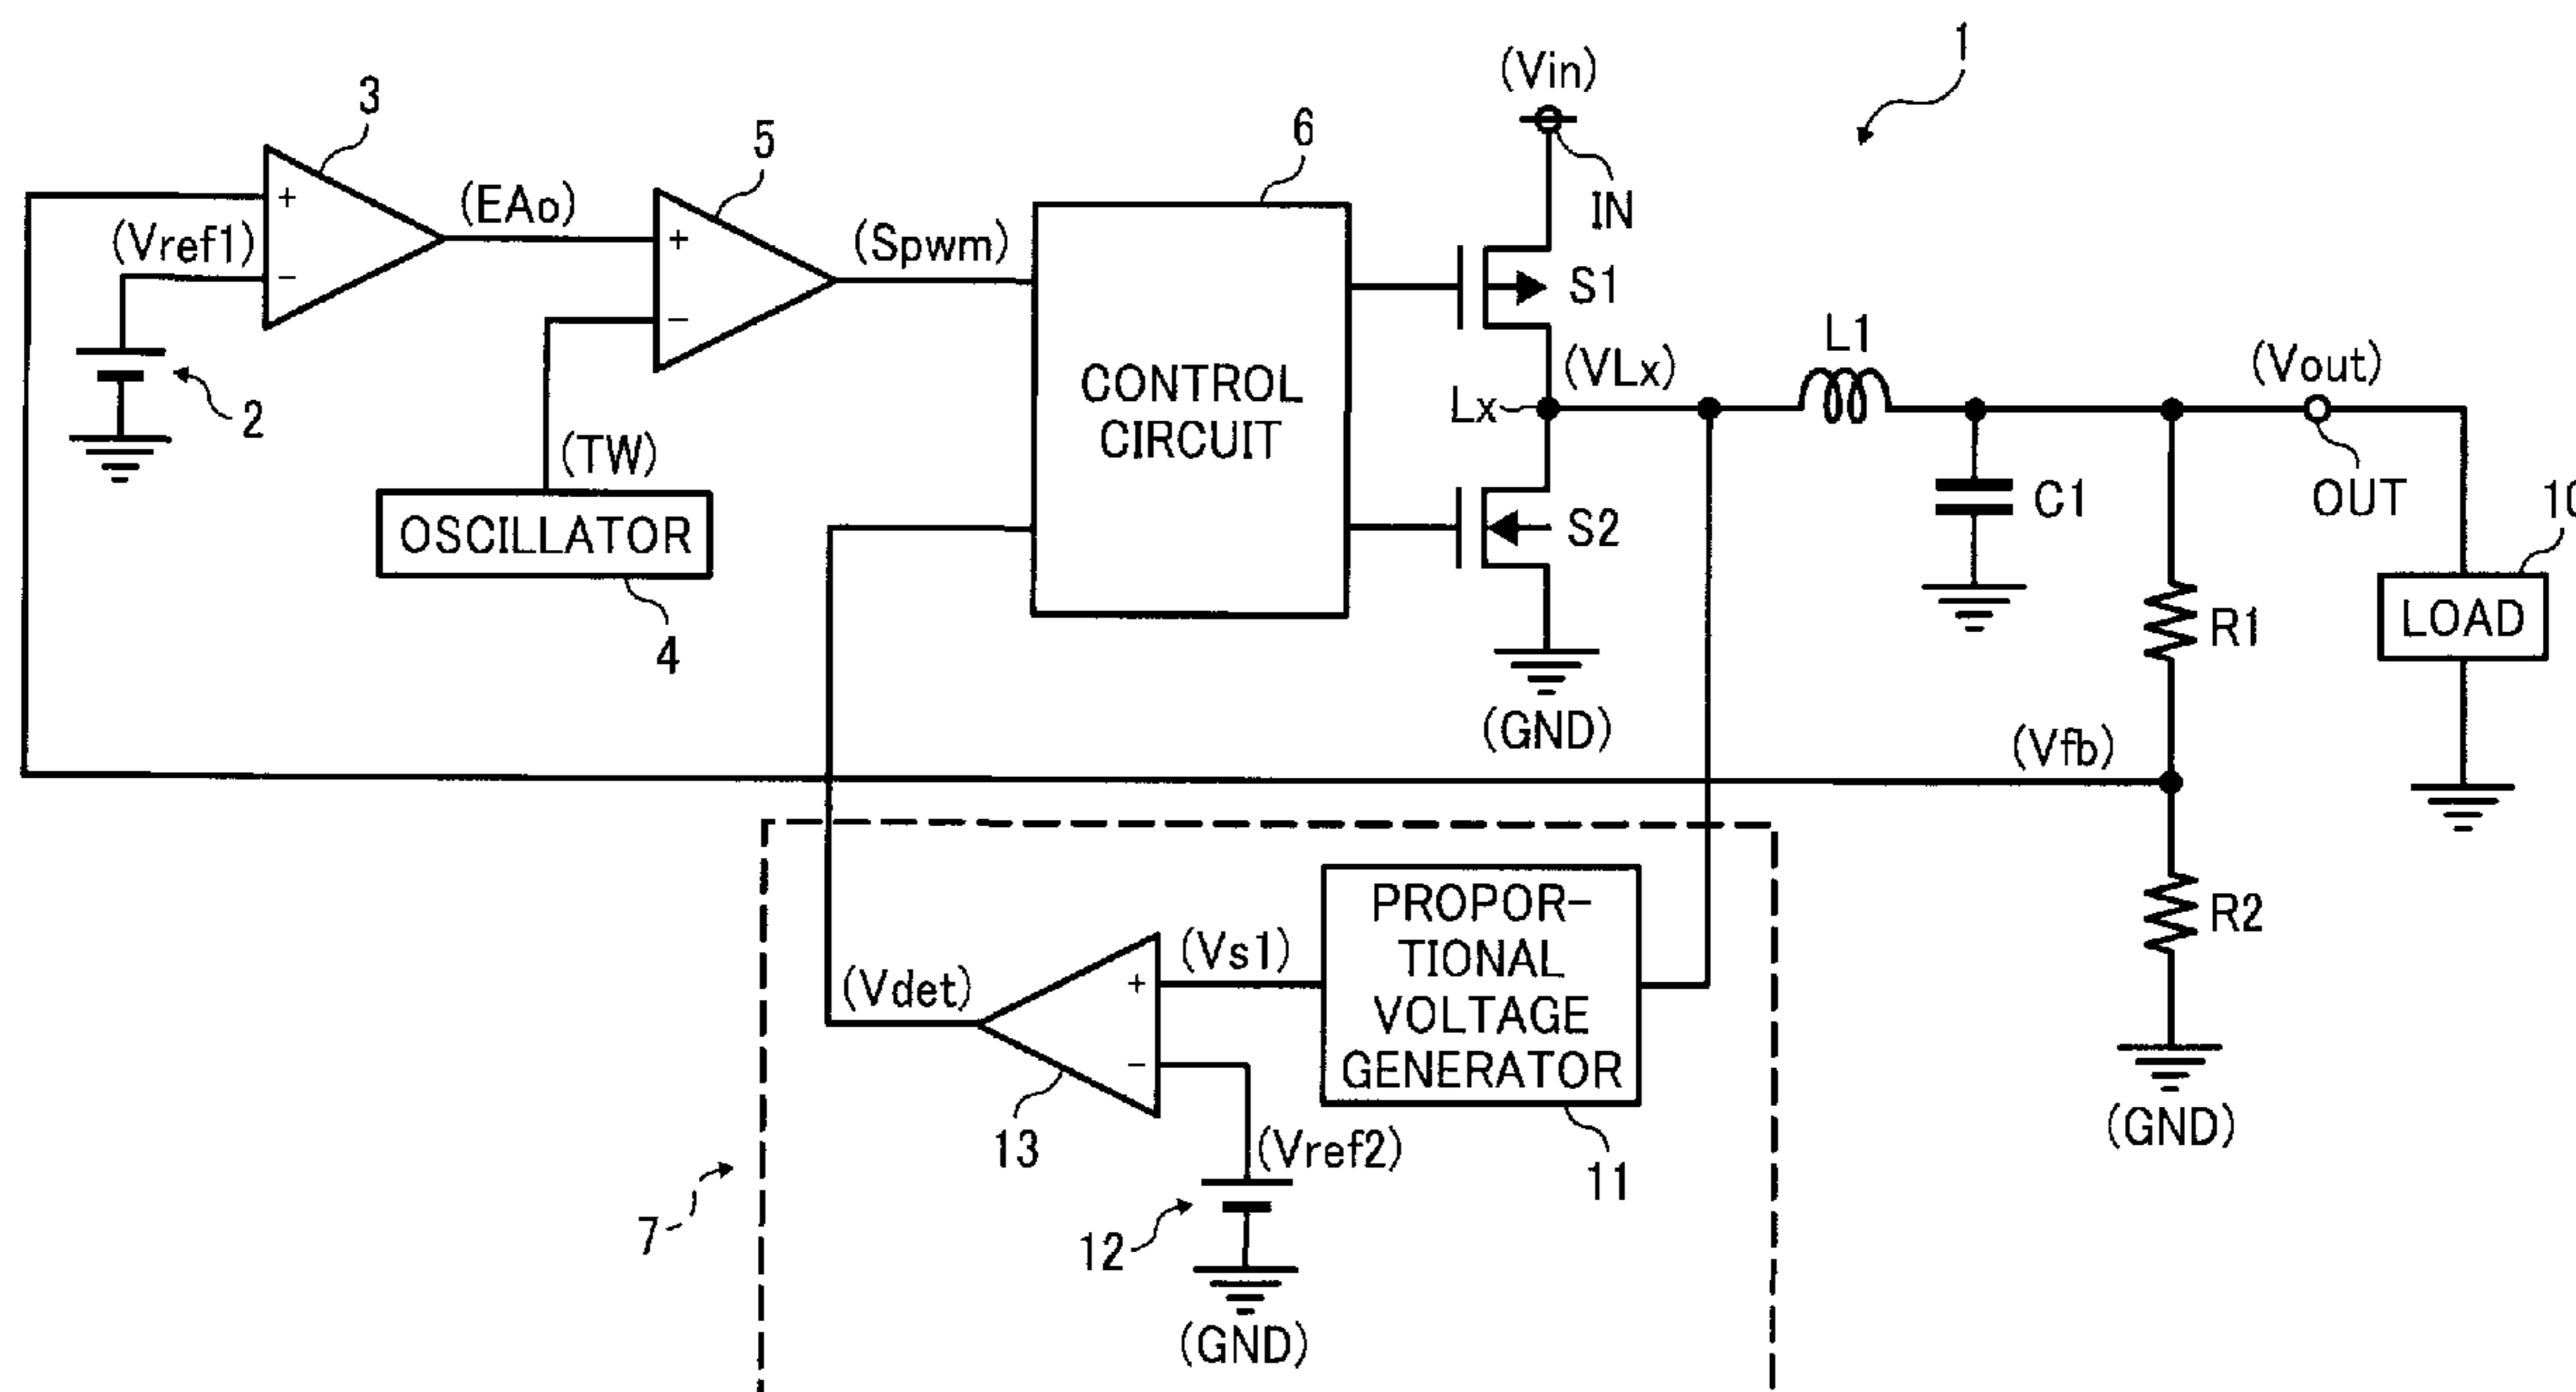 1
(Vin)
3
5
6
IN
(EAo)
(Vref1)
+
−
+
−
(Spwm)
S1
CONTROL
CIRCUIT
(VLx)
L1
(Vout)
Lx
2
(TW)
OSCILLATOR
4
S2
C1
OUT
10
LOAD
R1
(GND)
(Vfb)
PROPOR-
TIONAL
VOLTAGE
GENERATOR
R2
(Vs1)
(Vdet)
+
−
13
(Vref2)
11
(GND)
7
12
(GND)